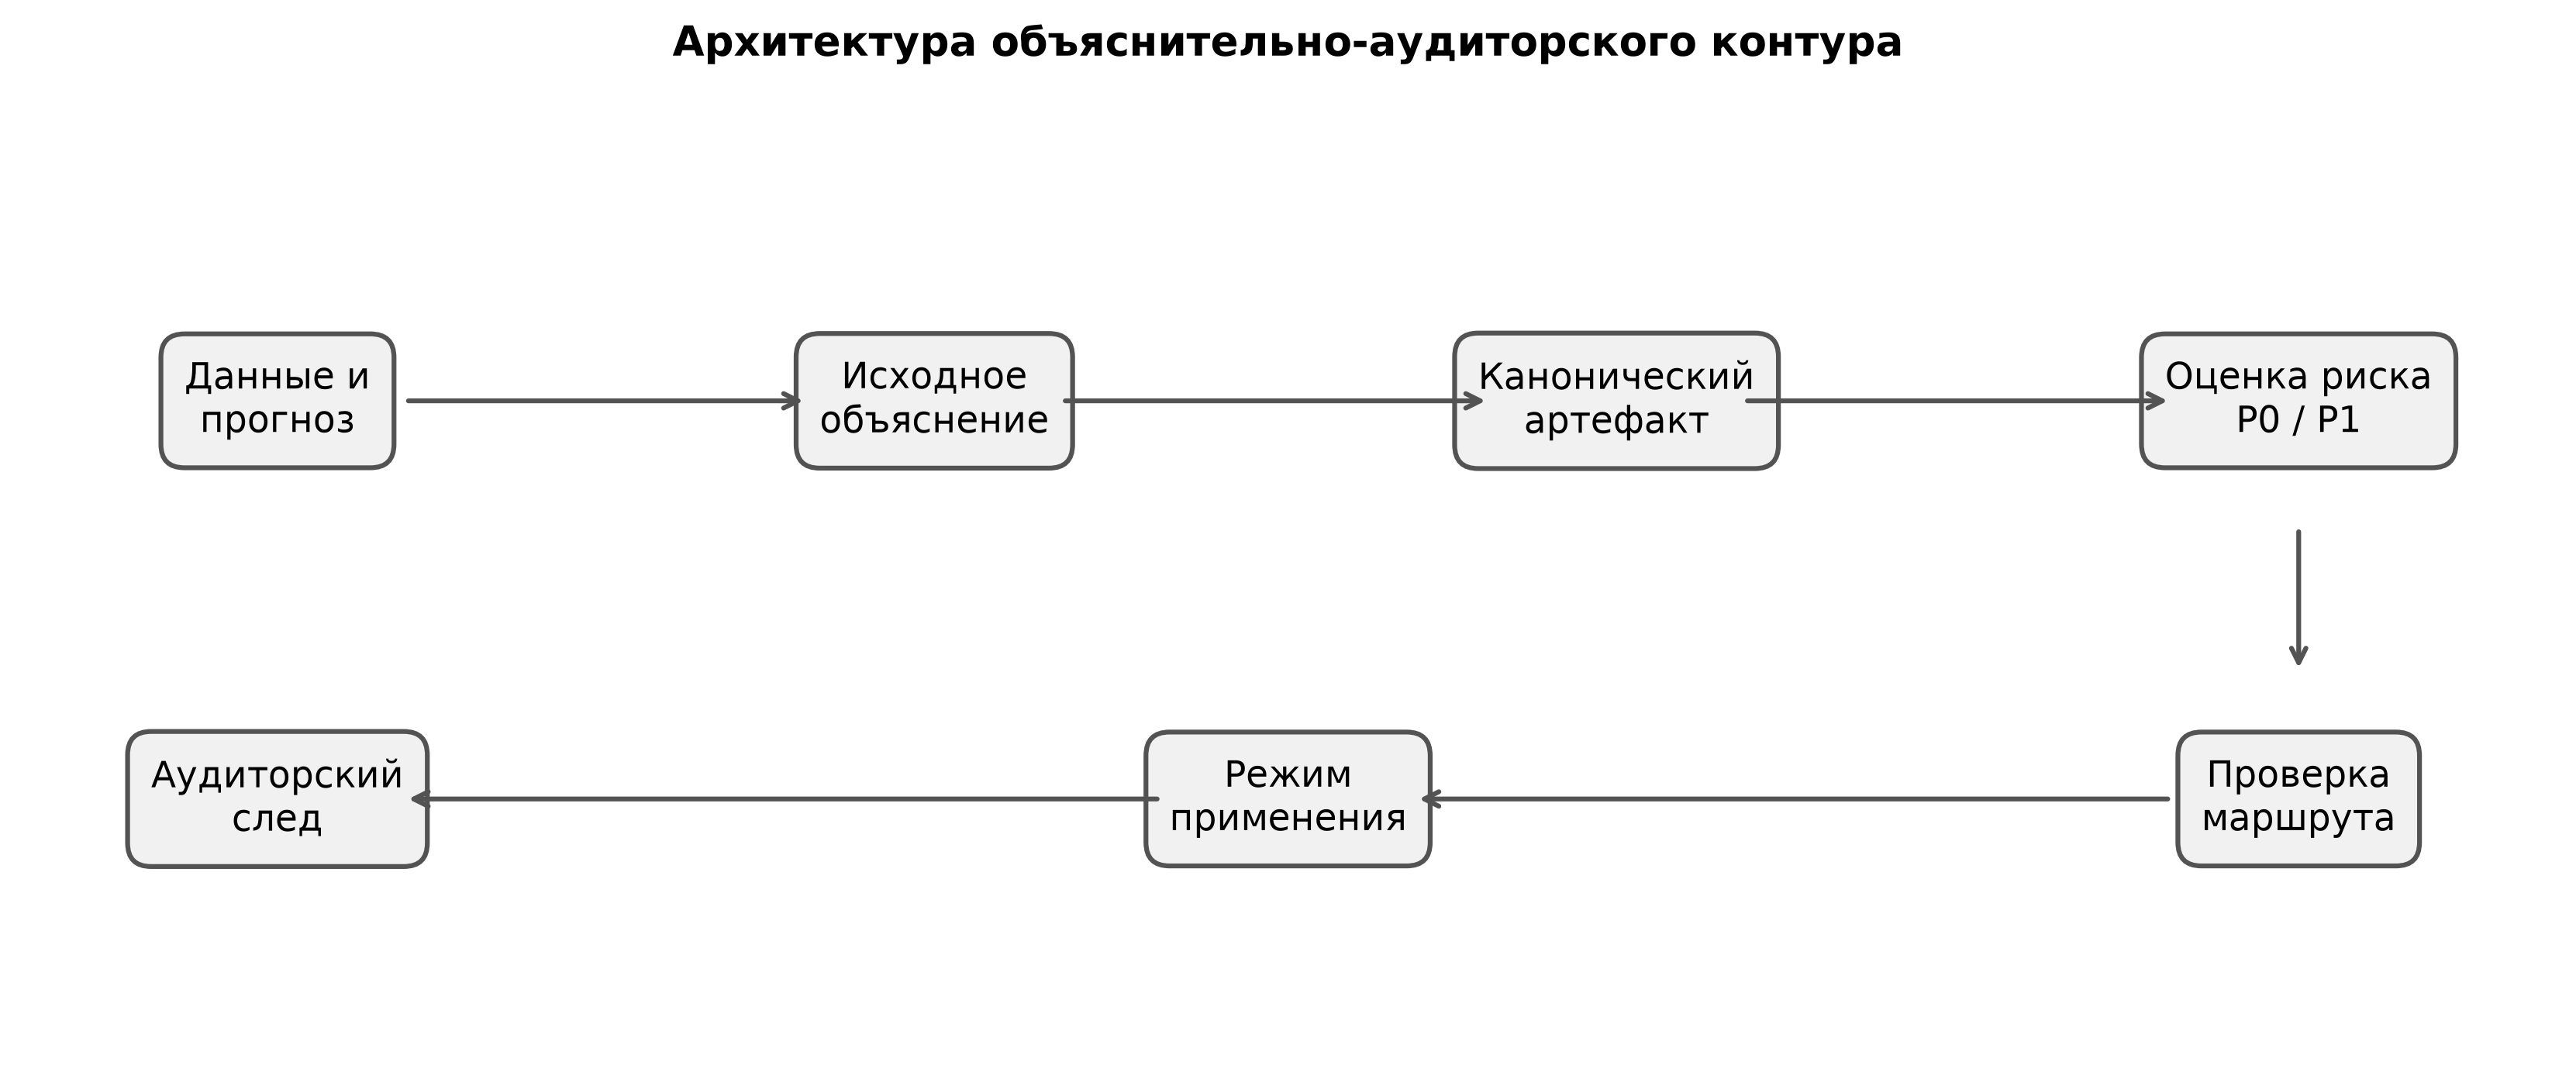 Архитектура объяснительно-аудиторского контура
Данные и
прогноз
Исходное
объяснение
Канонический
артефакт
Оценка риска
P0 / P1
Аудиторский
след
Режим
применения
Проверка
маршрута